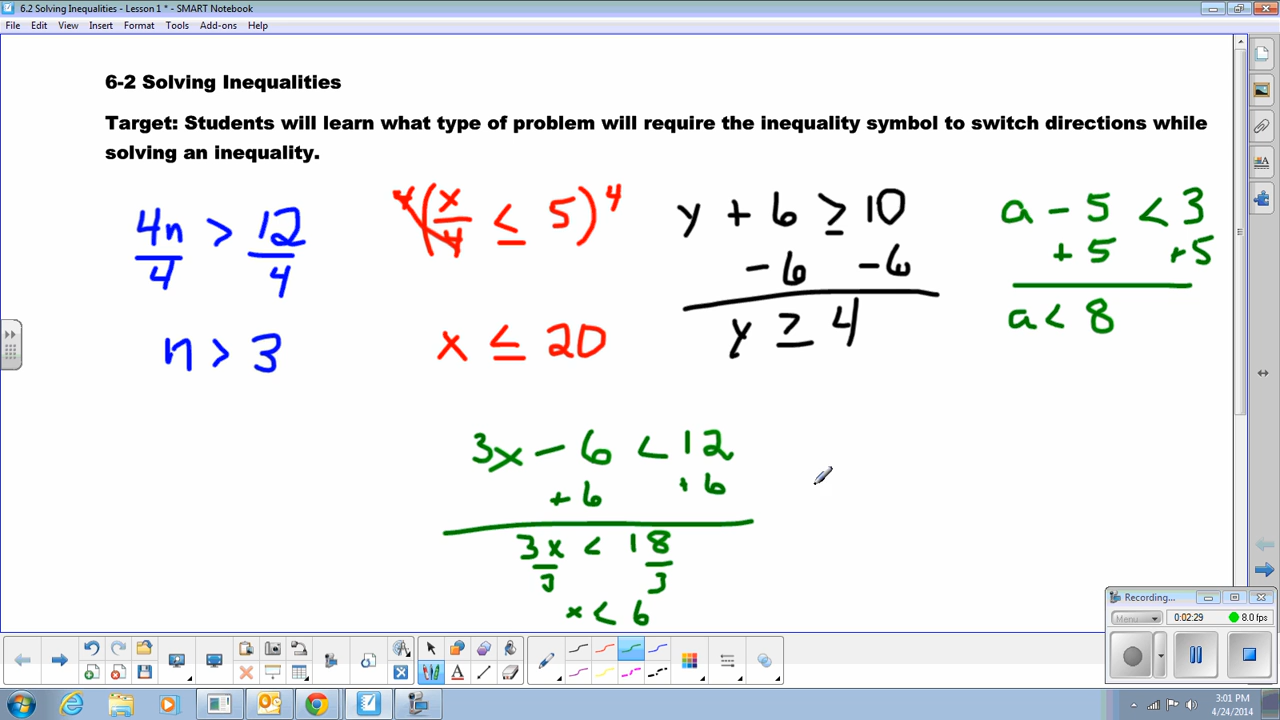 6.2 Solving Inequalities - Lesson 1 * - SMART Notebook
File Edit View Insert Format Tools Add-ons Help
6-2 Solving Inequalities
Target: Students will learn what type of problem will require the inequality symbol to switch directions while
solving an inequality.
4n > 12
4 4
n > 3
4(x/4 ≤ 5)4
x ≤ 20
y + 6 ≥ 10
-6 -6
y ≥ 4
a - 5 < 3
+5 +5
a < 8
3x - 6 < 12
+6 +6
3x < 18
3 3
x < 6
Recording...
Menu
0:02:29
8.0 fps
3:01 PM
4/24/2014